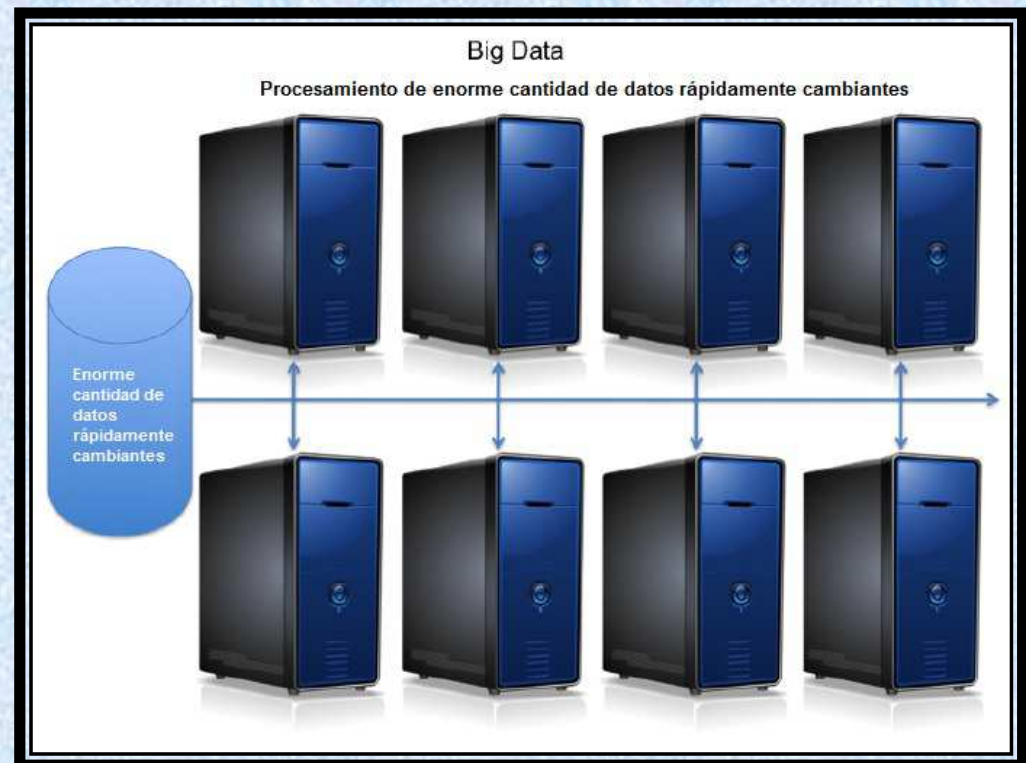 Big Data
Procesamiento de enorme cantidad de datos rápidamente cambiantes
Enorme
cantidad de
datos
rápidamente
cambiantes